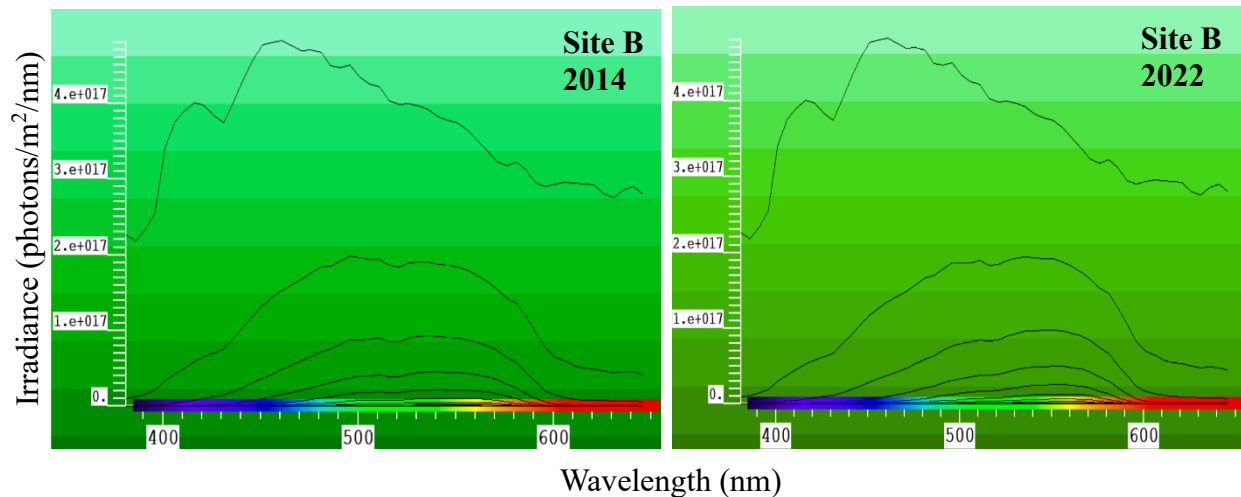 Irradiance (photons/m²/nm)
Site B
2014
4.e+017
3.e+017
2.e+017
1.e+017
0.
400
500
600
Site B
2022
4.e+017
3.e+017
2.e+017
1.e+017
0.
400
500
600
Wavelength (nm)